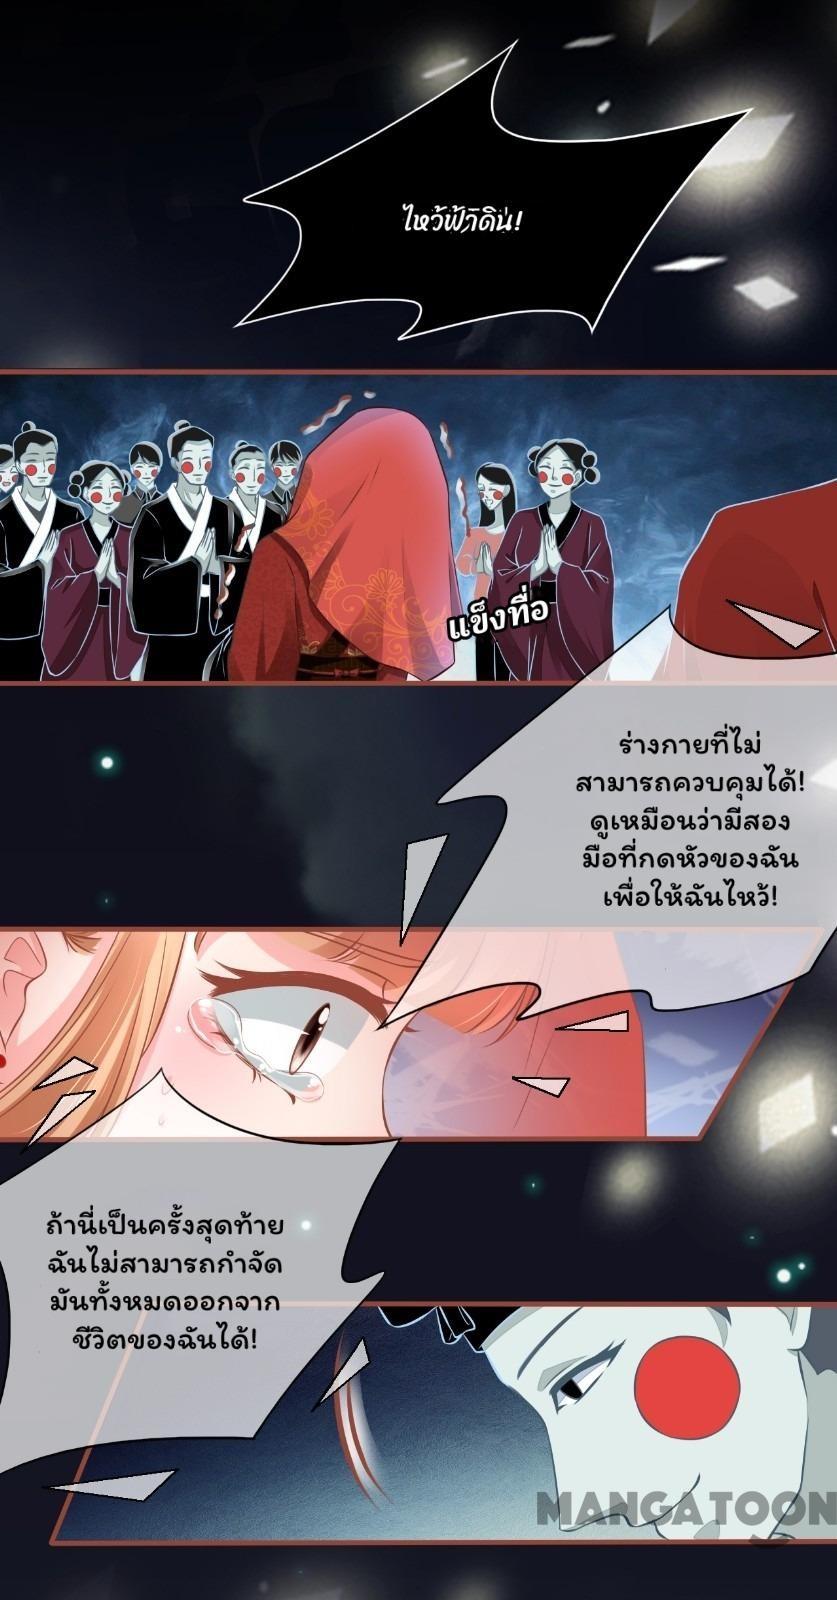 ไหว้ฟ้าดิน!
แข็งทื่อ
ร่างกายที่ไม่
สามารถควบคุมได้!
ดูเหมือนว่ามีสอง
มือที่กดหัวของฉัน
เพื่อให้ฉันไหว้!
ถ้านี่เป็นครั้งสุดท้าย
ฉันไม่สามารถกำจัด
มันทั้งหมดออกจาก
ชีวิตของฉันได้!
MANGATOON